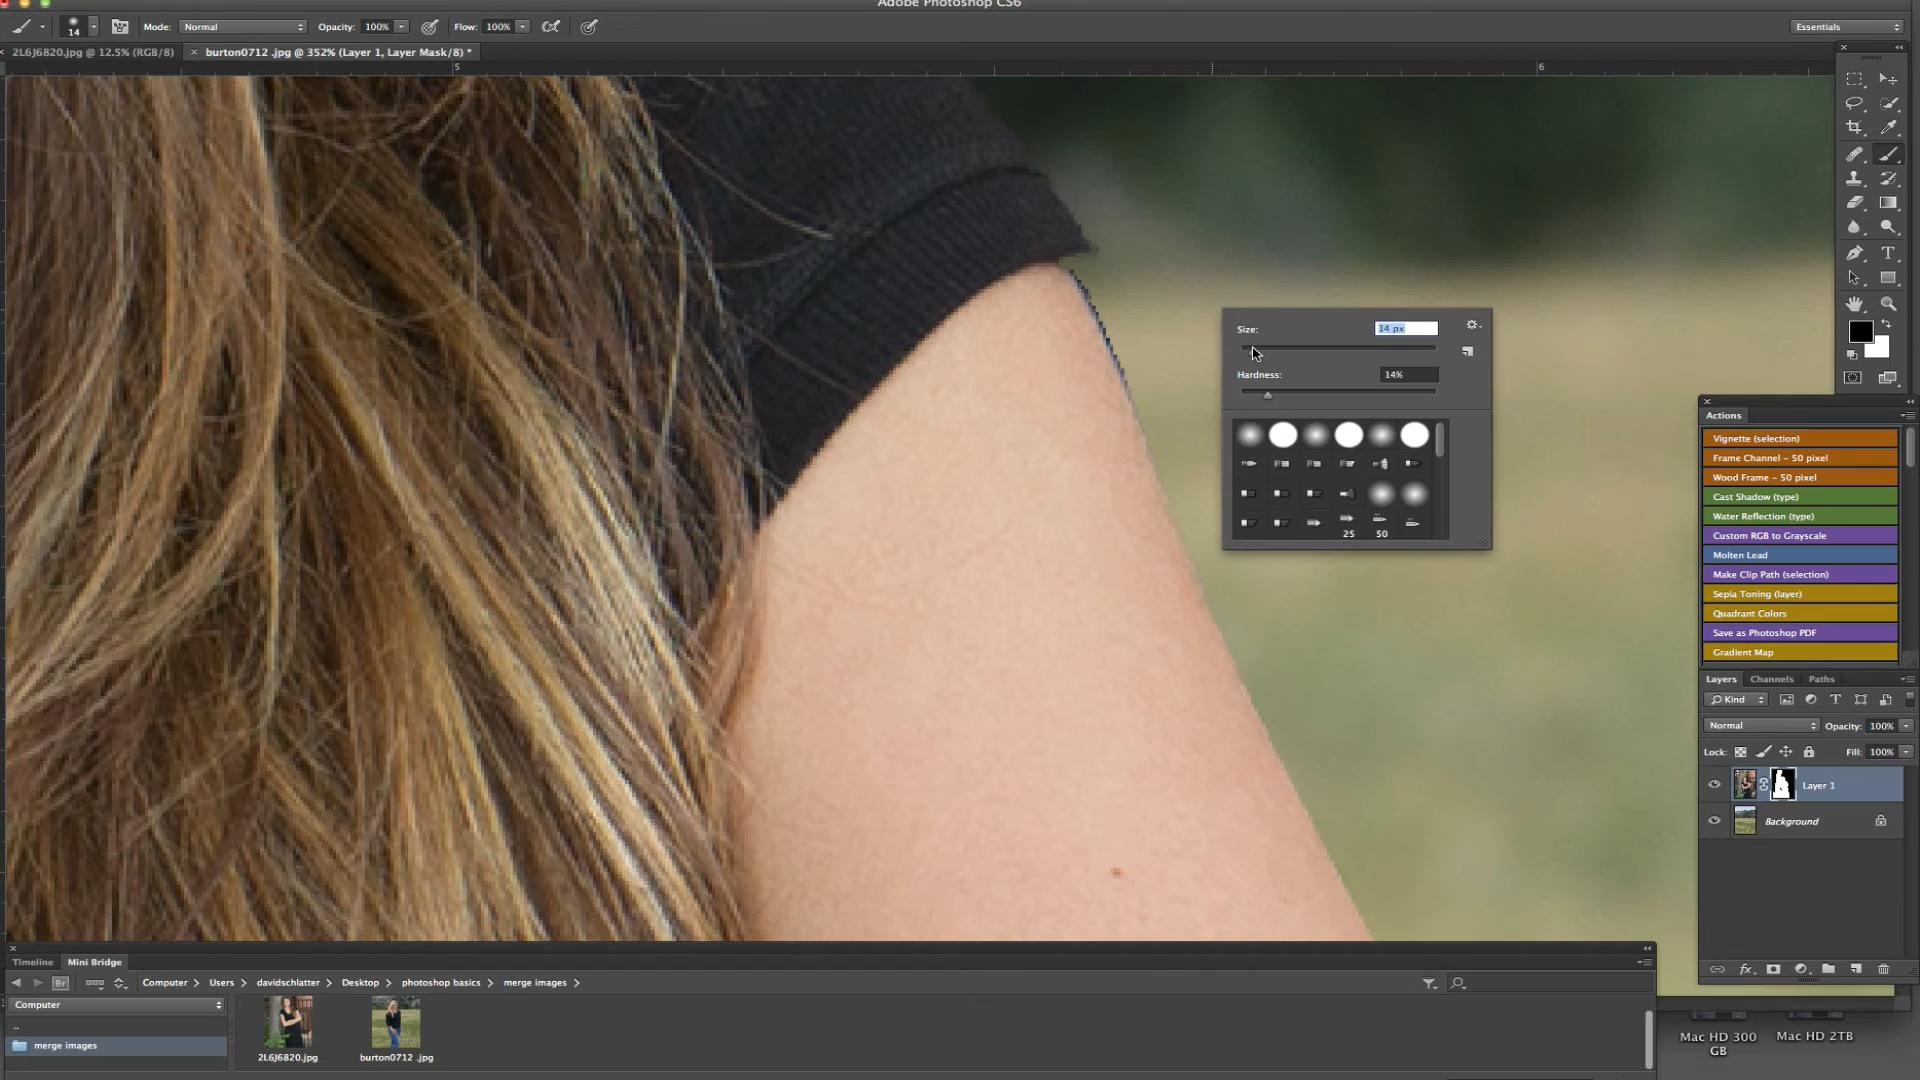 Adobe Photoshop CS6
14
Mode: Normal
Opacity: 100%
Flow: 100%
Essentials
2L6J6820.jpg @ 12.5% (RGB/8)
× burton0712 .jpg @ 352% (Layer 1, Layer Mask/8) *
5
6
Size: 14 px
Hardness: 14%
25 50
Actions
Vignette (selection)
Frame Channel - 50 pixel
Wood Frame - 50 pixel
Cast Shadow (type)
Water Reflection (type)
Custom RGB to Grayscale
Molten Lead
Make Clip Path (selection)
Sepia Toning (layer)
Quadrant Colors
Save as Photoshop PDF
Gradient Map
Layers Channels Paths
Kind
Normal Opacity: 100%
Lock: Fill: 100%
Layer 1
Background
Timeline Mini Bridge
Br Computer > Users > davidschlatter > Desktop > photoshop basics > merge images >
Computer
..
merge images
2L6J6820.jpg
burton0712 .jpg
Mac HD 300
GB
Mac HD 2TB